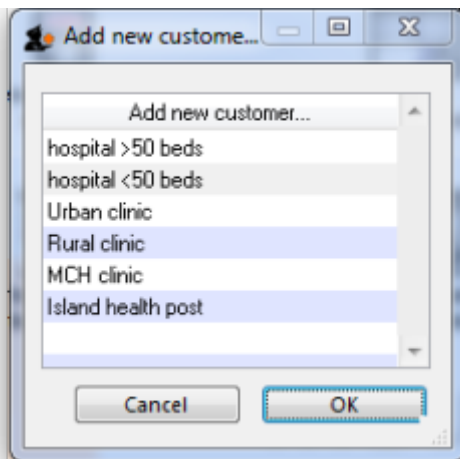 Add new custome...
Add new customer...
hospital >50 beds
hospital <50 beds
Urban clinic
Rural clinic
MCH clinic
Island health post
Cancel
OK